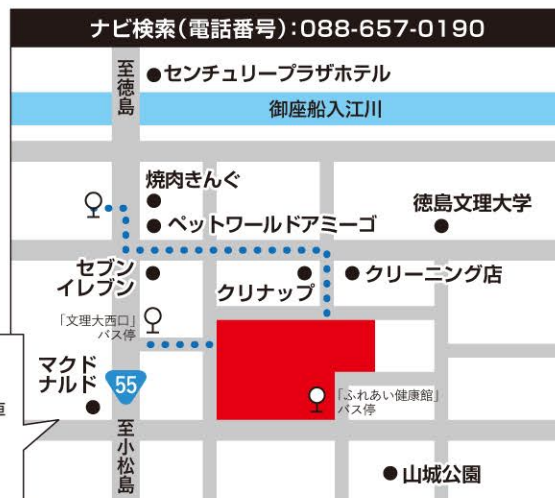 ナビ検索(電話番号):088-657-0190
至徳島
センチュリープラザホテル
御座船入江川
焼肉きんぐ
ペットワールドアミーゴ
徳島文理大学
セブン
イレブン
クリナップ
クリーニング店
「文理大西口」
バス停
マクド
ナルド
55
「ふれあい健康館」
バス停
至小松島
山城公園